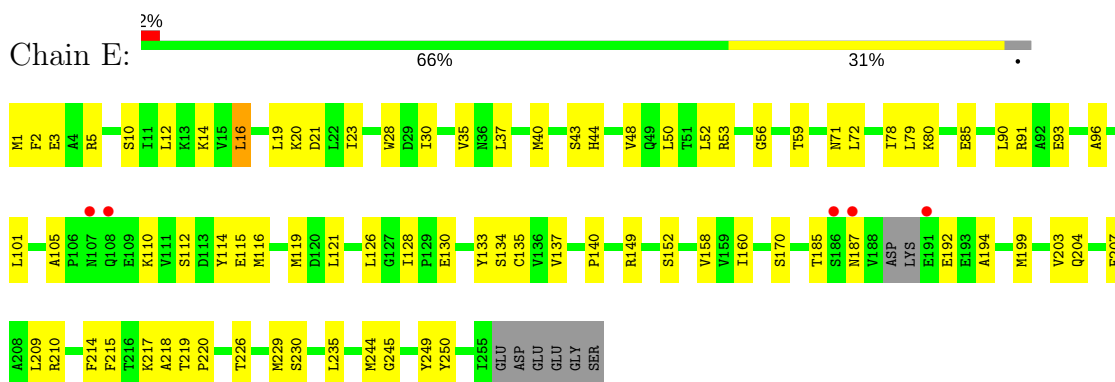 2%
Chain E:
66%
31%
•
M1 F2 E3 A4 R5 S10 I11 L12 K13 K14 V15 L16 L19 K20 D21 L22 I23 W28 D29 I30 V35 N36 L37 M40 S43 H44 V48 Q49 L50 T51 L52 R53 G56 T59 N71 L72 I78 L79 K80 E85 L90 R91 A92 E93 A96
L101 A105 P106 N107 Q108 E109 K110 V111 S112 D113 Y114 E115 M116 M119 D120 L121 L126 G127 I128 P129 E130 Y133 S134 C135 V136 V137 P140 R149 S152 V158 V159 I160 S170 T185 S186 N187 V188 ASP LYS E191 E192 E193 A194 M199 V203 Q204
A208 L209 R210 F214 F215 T216 K217 A218 T219 P220 T226 M229 S230 L235 M244 G245 Y249 Y250 I255 GLU ASP GLU GLU GLY SER